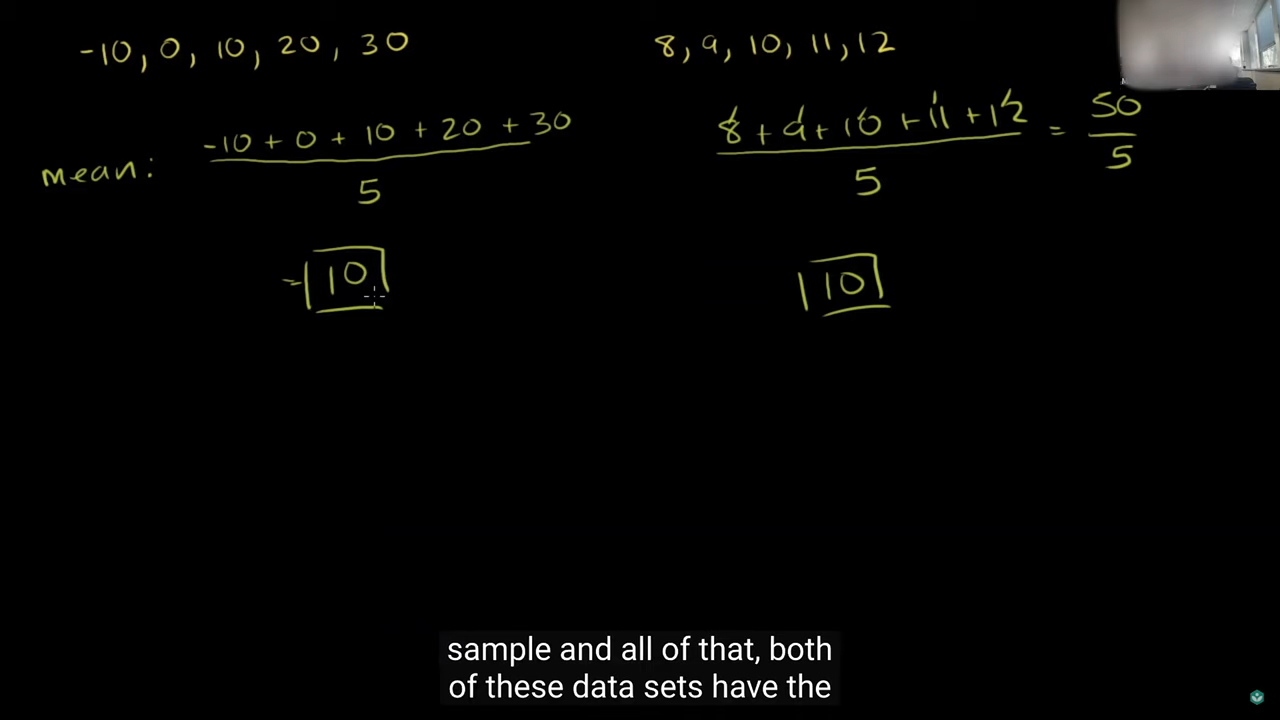 -10, 0, 10, 20, 30
8, 9, 10, 11, 12
mean:
-10 + 0 + 10 + 20 + 30
5
8 + 9 + 10 + 11 + 12
5
= 50
5
= 10
10
sample and all of that, both
of these data sets have the